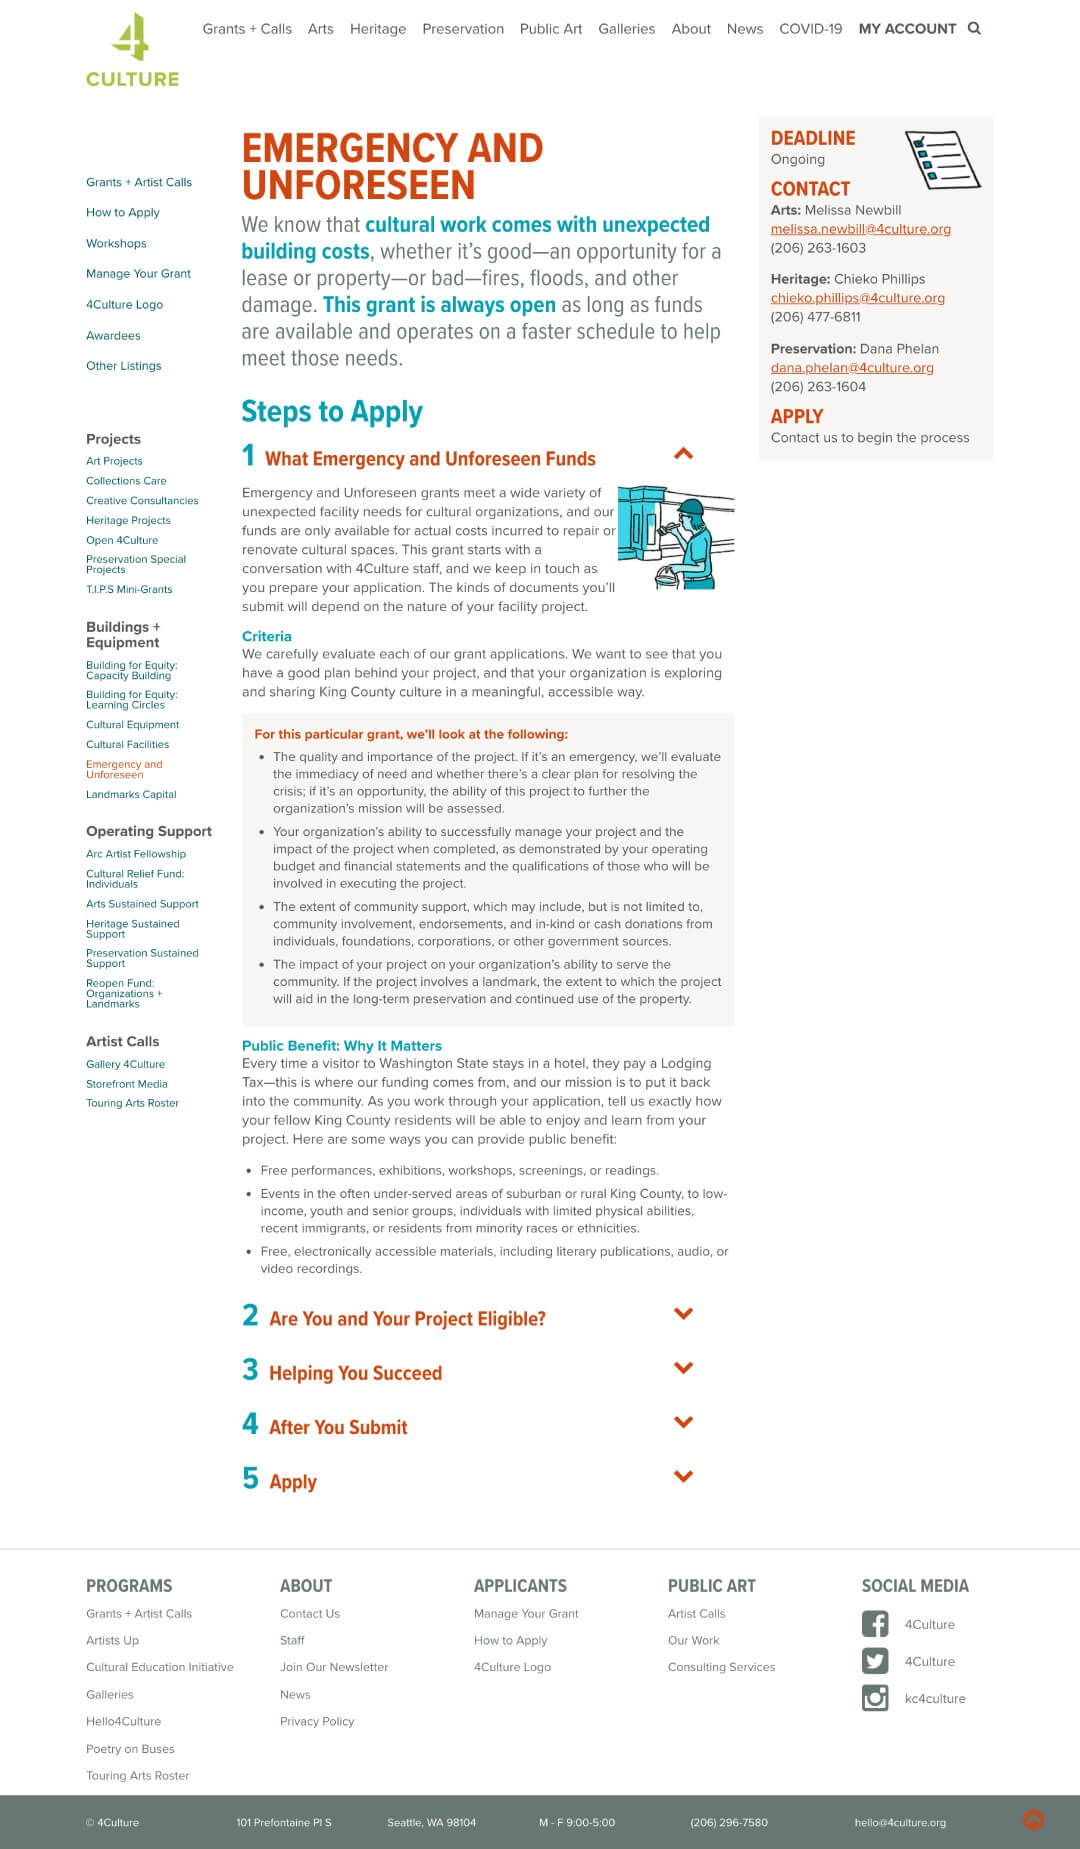 4
CULTURE
Grants + Calls Arts Heritage Preservation Public Art Galleries About News COVID-19 MY ACCOUNT
Grants + Artist Calls
How to Apply
Workshops
Manage Your Grant
4Culture Logo
Awardees
Other Listings
Projects
Art Projects
Collections Care
Creative Consultancies
Heritage Projects
Open 4Culture
Preservation Special
Projects
T.I.P.S Mini-Grants
Buildings +
Equipment
Building for Equity:
Capacity Building
Building for Equity:
Learning Circles
Cultural Equipment
Cultural Facilities
Emergency and
Unforeseen
Landmarks Capital
Operating Support
Arc Artist Fellowship
Cultural Relief Fund:
Individuals
Arts Sustained Support
Heritage Sustained
Support
Preservation Sustained
Support
Reopen Fund:
Organizations +
Landmarks
Artist Calls
Gallery 4Culture
Storefront Media
Touring Arts Roster
EMERGENCY AND
UNFORESEEN
We know that cultural work comes with unexpected
building costs, whether it's good—an opportunity for a
lease or property—or bad—fires, floods, and other
damage. This grant is always open as long as funds
are available and operates on a faster schedule to help
meet those needs.
Steps to Apply
1 What Emergency and Unforeseen Funds
Emergency and Unforeseen grants meet a wide variety of
unexpected facility needs for cultural organizations, and our
funds are only available for actual costs incurred to repair or
renovate cultural spaces. This grant starts with a
conversation with 4Culture staff, and we keep in touch as
you prepare your application. The kinds of documents you'll
submit will depend on the nature of your facility project.
Criteria
We carefully evaluate each of our grant applications. We want to see that you
have a good plan behind your project, and that your organization is exploring
and sharing King County culture in a meaningful, accessible way.
For this particular grant, we'll look at the following:
• The quality and importance of the project. If it's an emergency, we'll evaluate
the immediacy of need and whether there's a clear plan for resolving the
crisis; if it's an opportunity, the ability of this project to further the
organization's mission will be assessed.
• Your organization's ability to successfully manage your project and the
impact of the project when completed, as demonstrated by your operating
budget and financial statements and the qualifications of those who will be
involved in executing the project.
• The extent of community support, which may include, but is not limited to,
community involvement, endorsements, and in-kind or cash donations from
individuals, foundations, corporations, or other government sources.
• The impact of your project on your organization's ability to serve the
community. If the project involves a landmark, the extent to which the project
will aid in the long-term preservation and continued use of the property.
Public Benefit: Why It Matters
Every time a visitor to Washington State stays in a hotel, they pay a Lodging
Tax—this is where our funding comes from, and our mission is to put it back
into the community. As you work through your application, tell us exactly how
your fellow King County residents will be able to enjoy and learn from your
project. Here are some ways you can provide public benefit:
• Free performances, exhibitions, workshops, screenings, or readings.
• Events in the often under-served areas of suburban or rural King County, to low-
income, youth and senior groups, individuals with limited physical abilities,
recent immigrants, or residents from minority races or ethnicities.
• Free, electronically accessible materials, including literary publications, audio, or
video recordings.
2 Are You and Your Project Eligible?
3 Helping You Succeed
4 After You Submit
5 Apply
DEADLINE
Ongoing
CONTACT
Arts: Melissa Newbill
melissa.newbill@4culture.org
(206) 263-1603
Heritage: Chieko Phillips
chieko.phillips@4culture.org
(206) 477-6811
Preservation: Dana Phelan
dana.phelan@4culture.org
(206) 263-1604
APPLY
Contact us to begin the process
PROGRAMS
Grants + Artist Calls
Artists Up
Cultural Education Initiative
Galleries
Hello4Culture
Poetry on Buses
Touring Arts Roster
ABOUT
Contact Us
Staff
Join Our Newsletter
News
Privacy Policy
APPLICANTS
Manage Your Grant
How to Apply
4Culture Logo
PUBLIC ART
Artist Calls
Our Work
Consulting Services
SOCIAL MEDIA
4Culture
4Culture
kc4culture
© 4Culture 101 Prefontaine Pl S Seattle, WA 98104 M - F 9:00-5:00 (206) 296-7580 hello@4culture.org